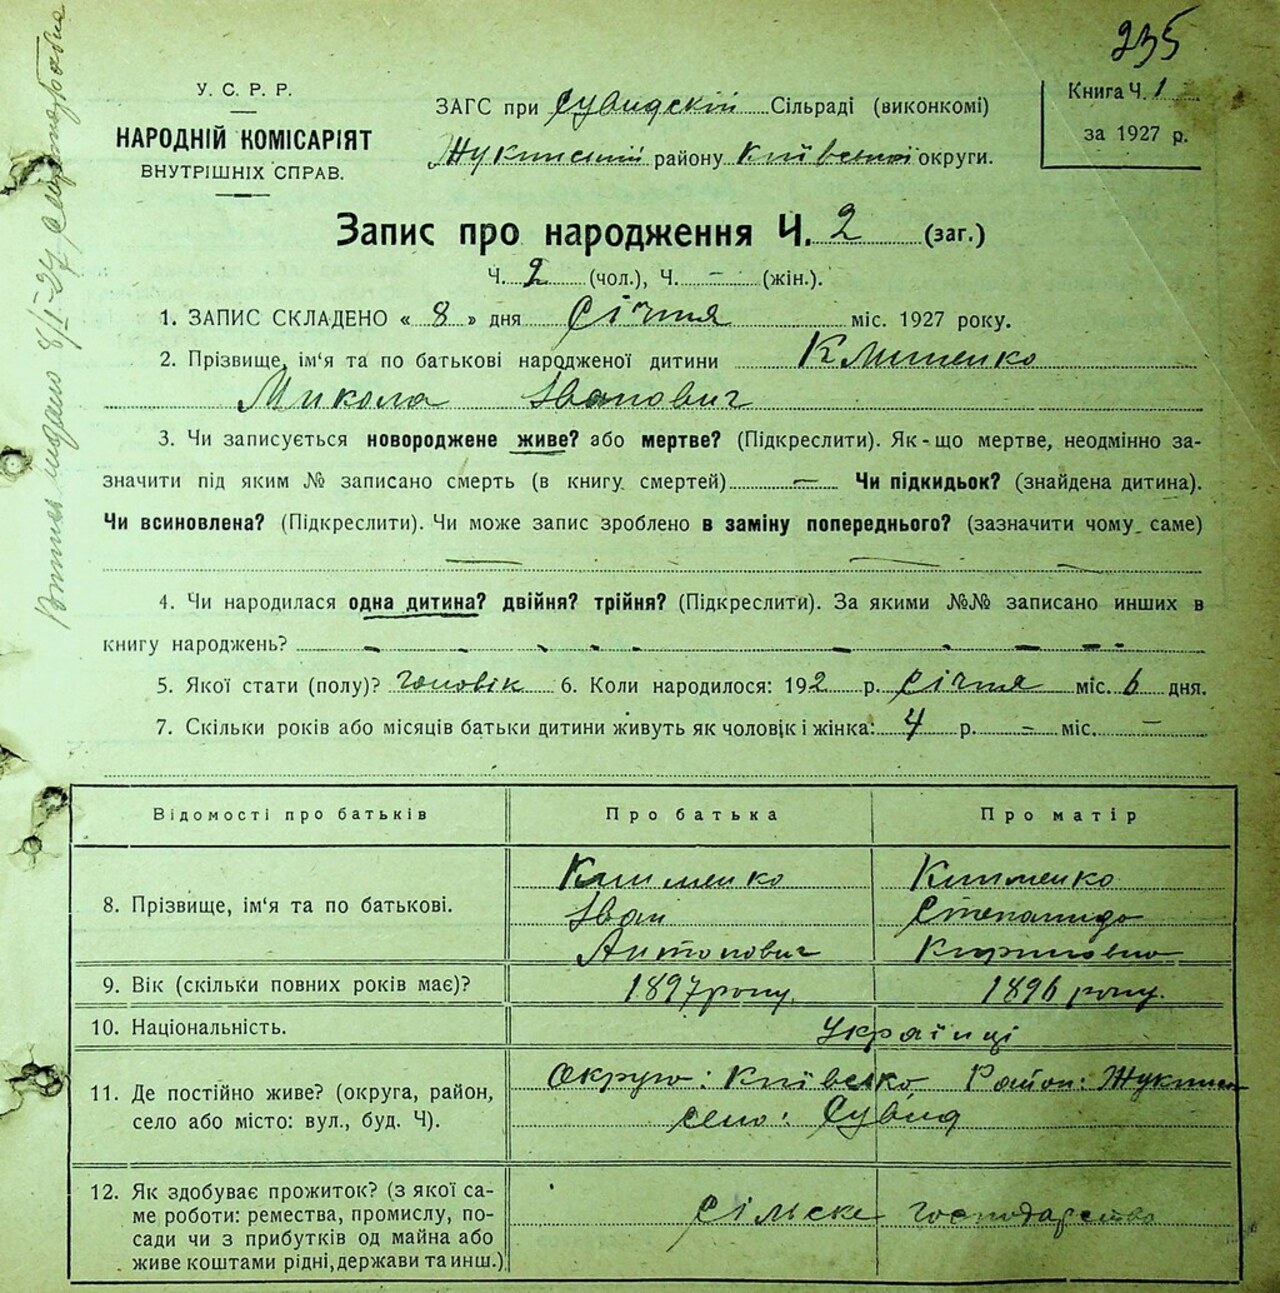 235
У. С. Р. Р.
НАРОДНІЙ КОМІСАРІЯТ
ВНУТРІШНІХ СПРАВ.
ЗАГС при Сувидскій Сільраді (виконкомі)
Жукинський району Київської округи.
Книга Ч. 1
за 1927 р.
Запис про народження Ч. 2 (заг.)
Ч. 2 (чол.), Ч. – (жін.).
1. ЗАПИС СКЛАДЕНО « 8 » дня Січня міс. 1927 року.
2. Прізвище, ім'я та по батькові народженої дитини Клименко
Микола Іванович
3. Чи записується новороджене живе? або мертве? (Підкреслити). Як-що мертве, неодмінно за-
значити під яким № записано смерть (в книгу смертей) — Чи підкидьок? (знайдена дитина).
Чи всиновлена? (Підкреслити). Чи може запис зроблено в заміну попереднього? (зазначити чому саме)
4. Чи народилася одна дитина? двійня? трійня? (Підкреслити). За якими №№ записано инших в
книгу народжень?
5. Якої стати (полу)? чоловік 6. Коли народилося: 192 р. Січня міс. 6 дня.
7. Скільки років або місяців батьки дитини живуть як чоловік і жінка: 4 р. – міс. –
Відомості про батьків Про батька Про матір
8. Прізвище, ім'я та по батькові.
Клименко
Іван
Антонович
Клименко
Степанида
Кириловна
9. Вік (скільки повних років має)? 1897 року. 1896 року.
10. Національність. Українці
11. Де постійно живе? (округа, район,
село або місто: вул., буд. Ч).
Округа: Київсько Район: Жукинс
село: Сувид
12. Як здобуває прожиток? (з якої са-
ме роботи: ремества, промислу, по-
сади чи з прибутків од майна або
живе коштами рідні, держави та инш.)
Сільске господарство